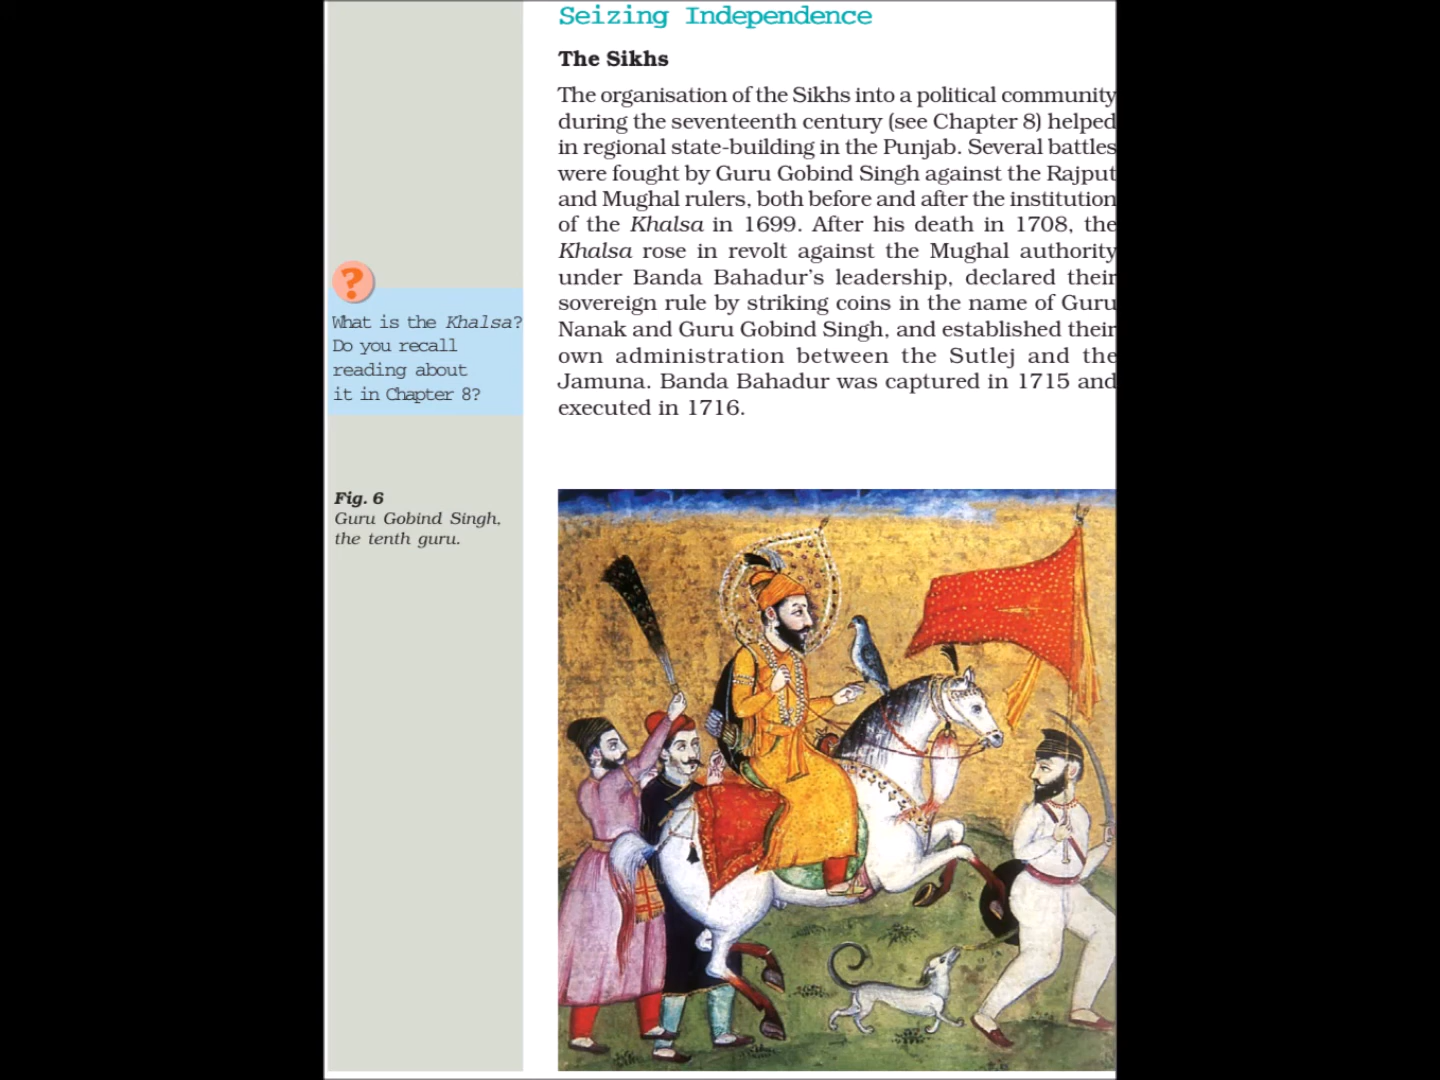 Seizing Independence
The Sikhs
The organisation of the Sikhs into a political community
during the seventeenth century (see Chapter 8) helped
in regional state-building in the Punjab. Several battles
were fought by Guru Gobind Singh against the Rajput
and Mughal rulers, both before and after the institution
of the Khalsa in 1699. After his death in 1708, the
Khalsa rose in revolt against the Mughal authority
under Banda Bahadur’s leadership, declared their
sovereign rule by striking coins in the name of Guru
Nanak and Guru Gobind Singh, and established their
own administration between the Sutlej and the
Jamuna. Banda Bahadur was captured in 1715 and
executed in 1716.
?
What is the Khalsa?
Do you recall
reading about
it in Chapter 8?
Fig. 6
Guru Gobind Singh,
the tenth guru.